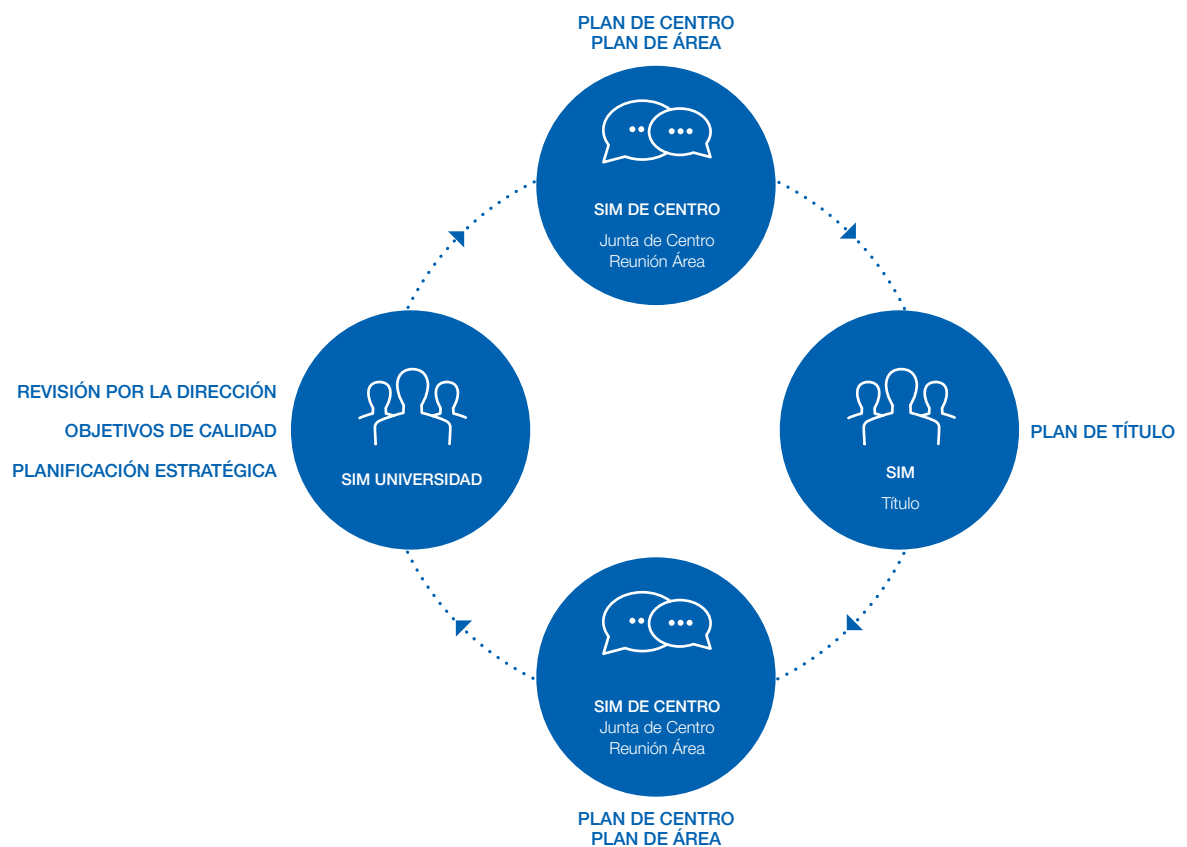 PLAN DE CENTRO
PLAN DE ÁREA
SIM DE CENTRO
Junta de Centro
Reunión Área
REVISIÓN POR LA DIRECCIÓN
OBJETIVOS DE CALIDAD
PLANIFICACIÓN ESTRATÉGICA
SIM UNIVERSIDAD
SIM
Título
PLAN DE TÍTULO
SIM DE CENTRO
Junta de Centro
Reunión Área
PLAN DE CENTRO
PLAN DE ÁREA